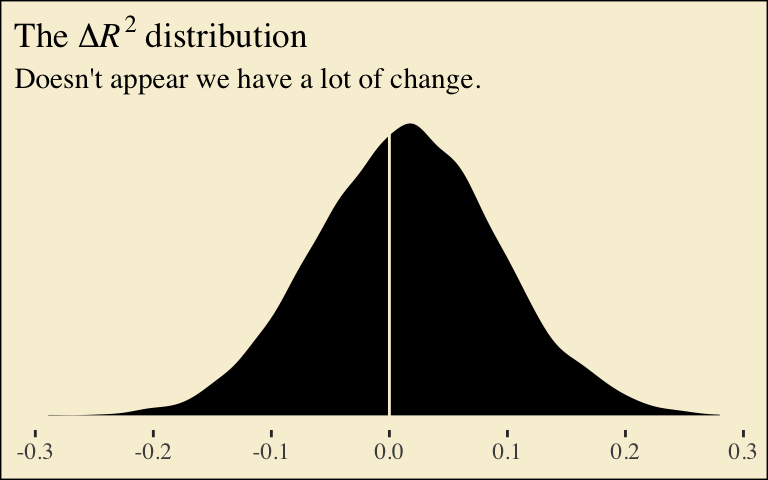 The ΔR² distribution
Doesn't appear we have a lot of change.
-0.3 -0.2 -0.1 0.0 0.1 0.2 0.3